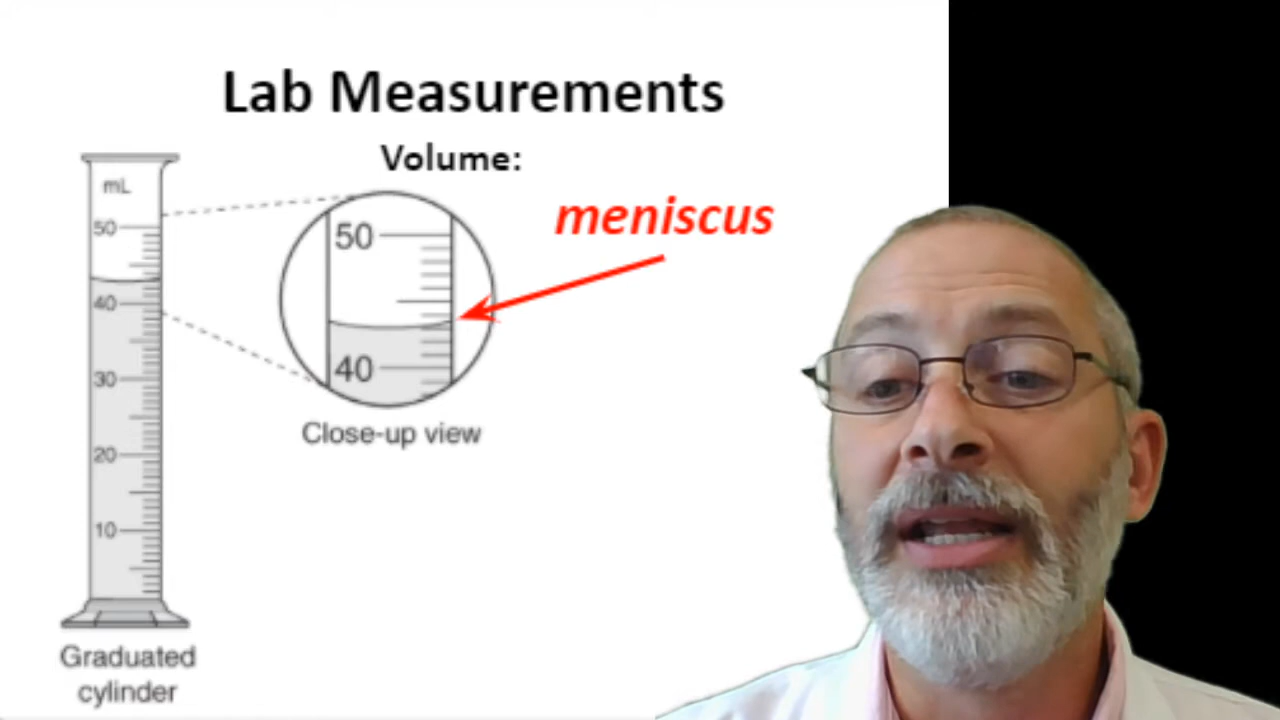 Lab Measurements
Volume:
meniscus
mL
50
40
30
20
10
50
40
Close-up view
Graduated
cylinder